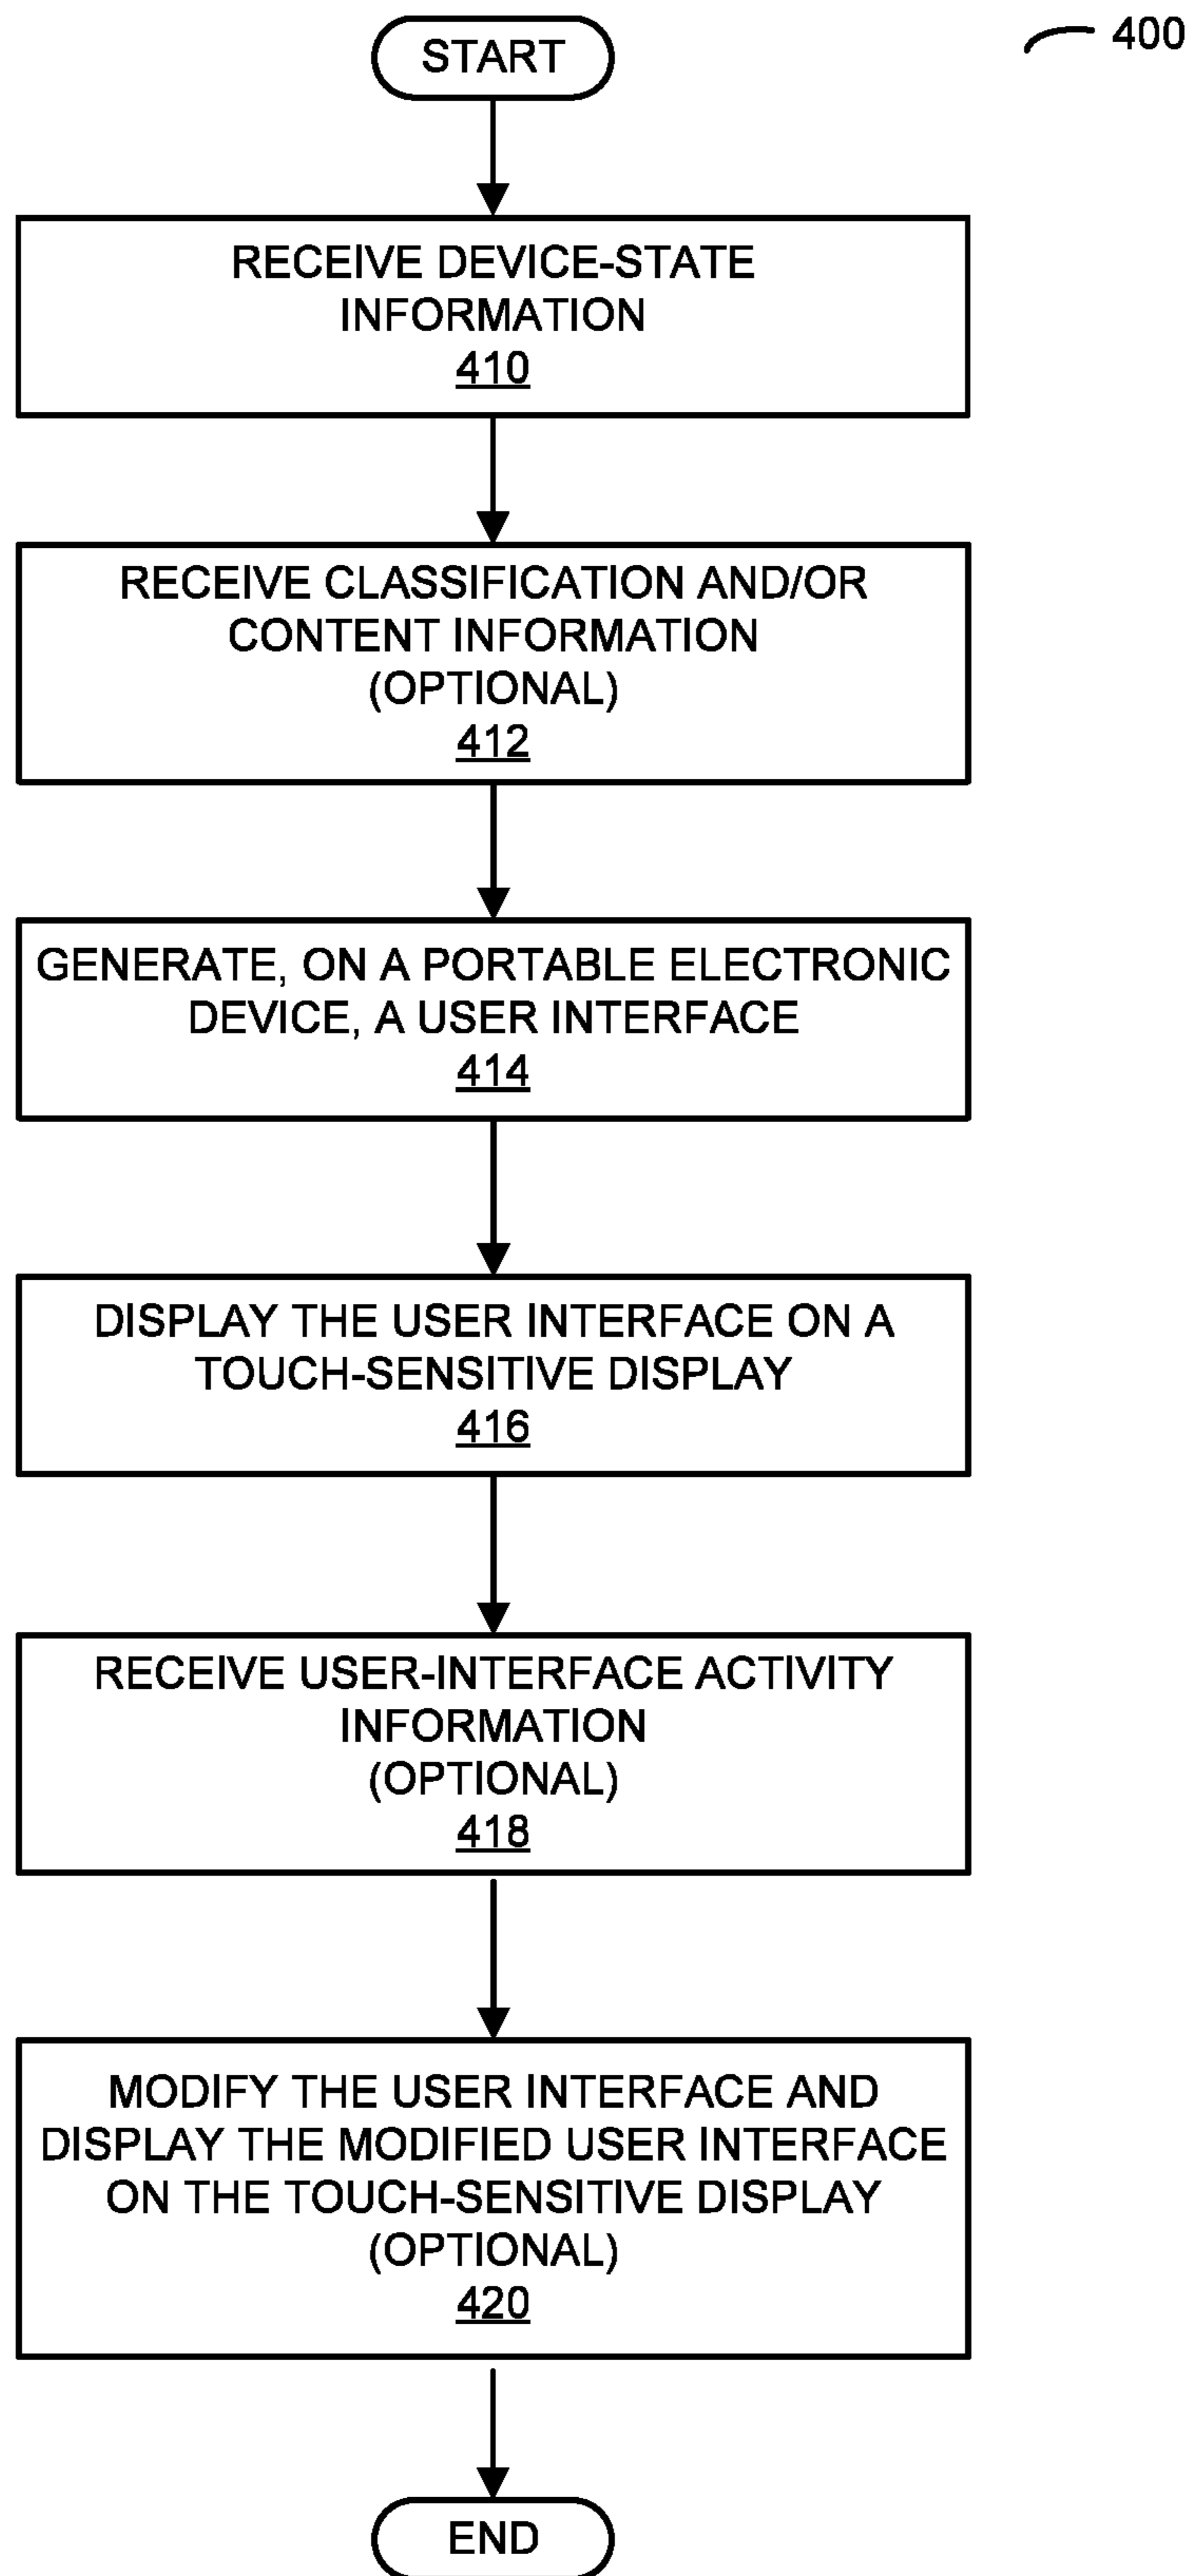 400
START
RECEIVE DEVICE-STATE
INFORMATION
410
RECEIVE CLASSIFICATION AND/OR
CONTENT INFORMATION
(OPTIONAL)
412
GENERATE, ON A PORTABLE ELECTRONIC
DEVICE, A USER INTERFACE
414
DISPLAY THE USER INTERFACE ON A
TOUCH-SENSITIVE DISPLAY
416
RECEIVE USER-INTERFACE ACTIVITY
INFORMATION
(OPTIONAL)
418
MODIFY THE USER INTERFACE AND
DISPLAY THE MODIFIED USER INTERFACE
ON THE TOUCH-SENSITIVE DISPLAY
(OPTIONAL)
420
END